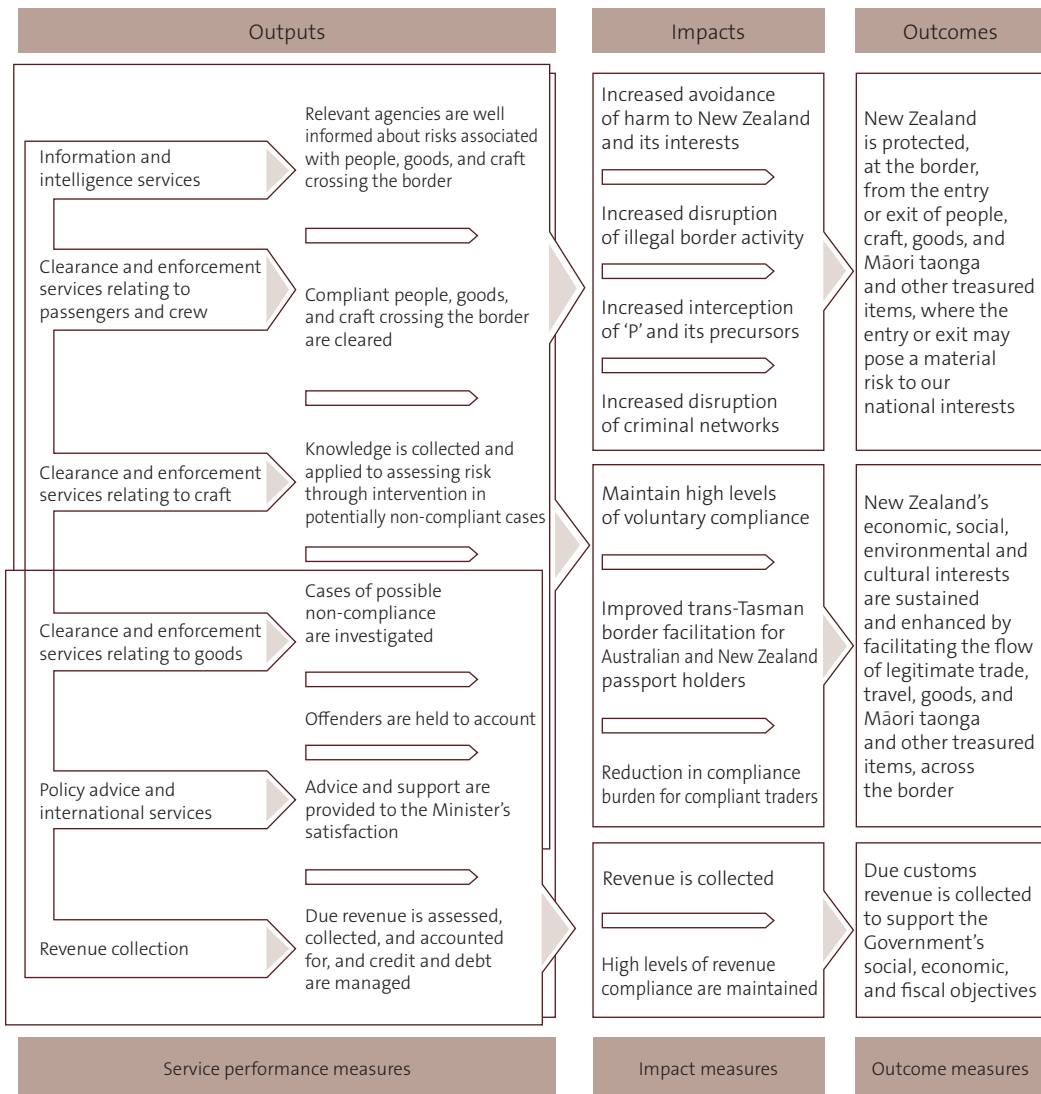 Outputs
Impacts
Outcomes
Information and
intelligence services
Clearance and enforcement
services relating to
passengers and crew
Clearance and enforcement
services relating to craft
Clearance and enforcement
services relating to goods
Policy advice and
international services
Revenue collection
Relevant agencies are well
informed about risks associated
with people, goods, and craft
crossing the border
Compliant people, goods,
and craft crossing the border
are cleared
Knowledge is collected and
applied to assessing risk
through intervention in
potentially non-compliant cases
Cases of possible
non-compliance
are investigated
Offenders are held to account
Advice and support are
provided to the Minister’s
satisfaction
Due revenue is assessed,
collected, and accounted
for, and credit and debt
are managed
Increased avoidance
of harm to New Zealand
and its interests
Increased disruption
of illegal border activity
Increased interception
of ‘P’ and its precursors
Increased disruption
of criminal networks
Maintain high levels
of voluntary compliance
Improved trans-Tasman
border facilitation for
Australian and New Zealand
passport holders
Reduction in compliance
burden for compliant traders
Revenue is collected
High levels of revenue
compliance are maintained
New Zealand
is protected,
at the border,
from the entry
or exit of people,
craft, goods, and
Māori taonga
and other treasured
items, where the
entry or exit may
pose a material
risk to our
national interests
New Zealand’s
economic, social,
environmental and
cultural interests
are sustained
and enhanced by
facilitating the flow
of legitimate trade,
travel, goods, and
Māori taonga
and other treasured
items, across
the border
Due customs
revenue is collected
to support the
Government’s
social, economic,
and fiscal objectives
Service performance measures
Impact measures
Outcome measures